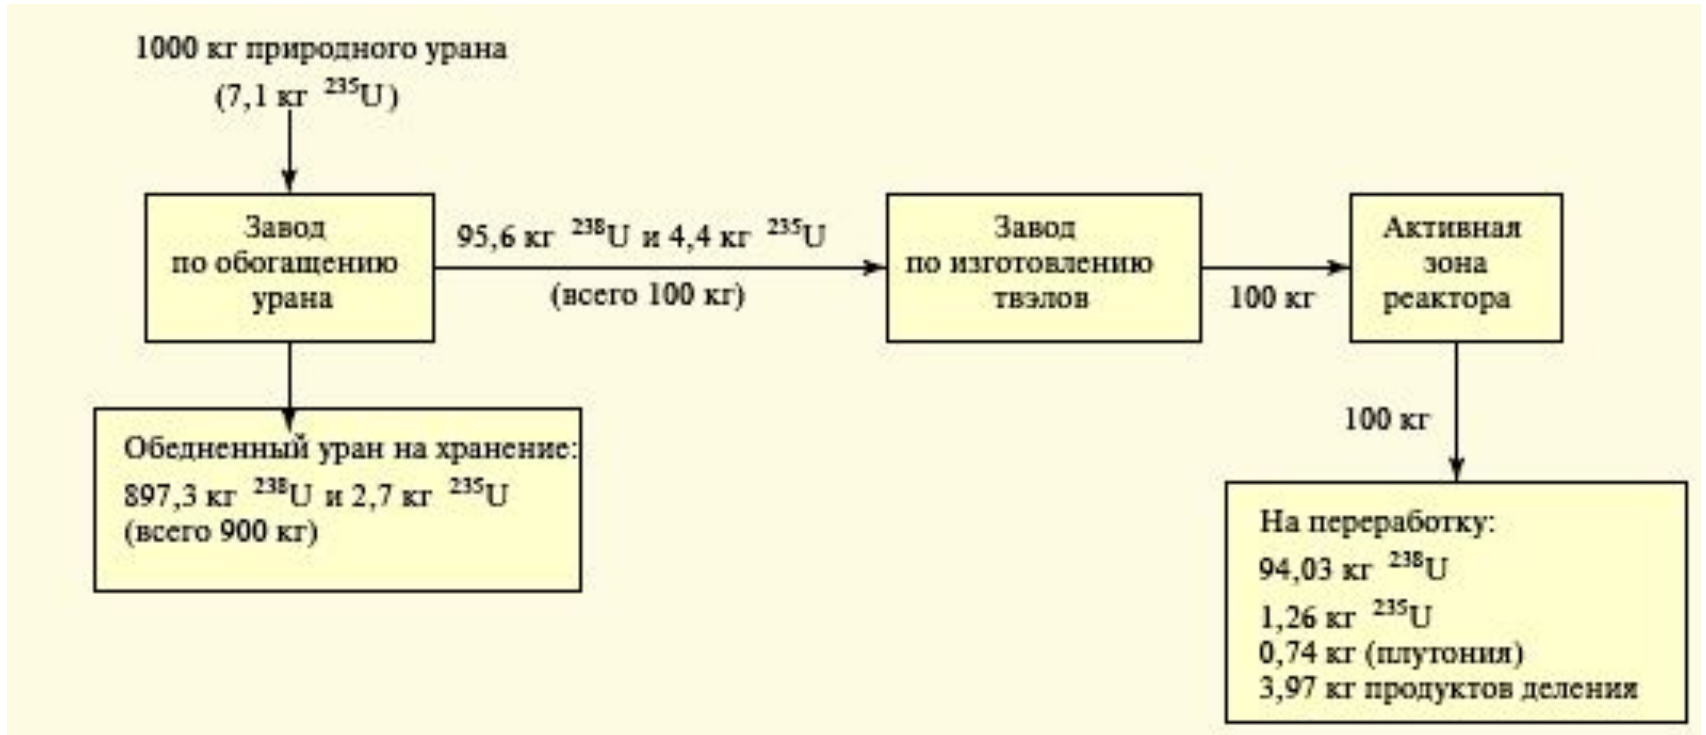 1000 кг природного урана
(7,1 кг ²³⁵U)
Завод
по обогащению
урана
95,6 кг ²³⁸U и 4,4 кг ²³⁵U
(всего 100 кг)
Завод
по изготовлению
твэлов
100 кг
Активная
зона
реактора
100 кг
Обедненный уран на хранение:
897,3 кг ²³⁸U и 2,7 кг ²³⁵U
(всего 900 кг)
На переработку:
94,03 кг ²³⁸U
1,26 кг ²³⁵U
0,74 кг (плутония)
3,97 кг продуктов деления